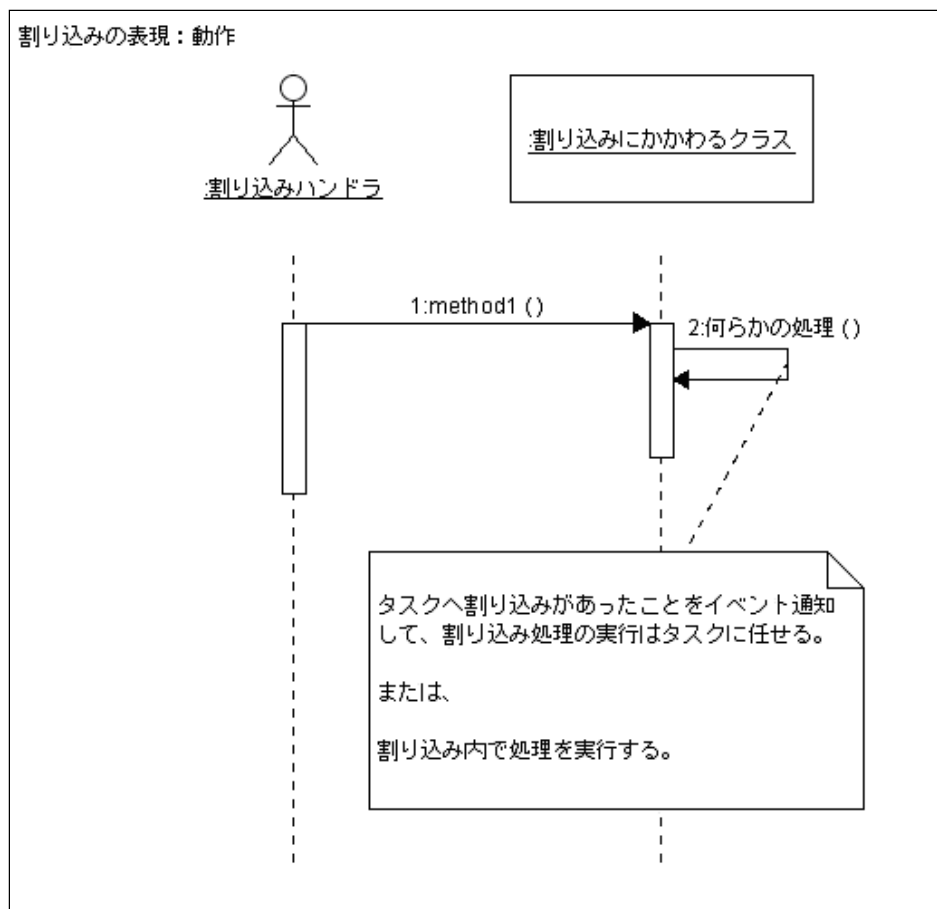 割り込みの表現：動作
:割り込みハンドラ
:割り込みにかかわるクラス
1:method1 ()
2:何らかの処理 ()
タスクへ割り込みがあったことをイベント通知
して、割り込み処理の実行はタスクに任せる。
または、
割り込み内で処理を実行する。